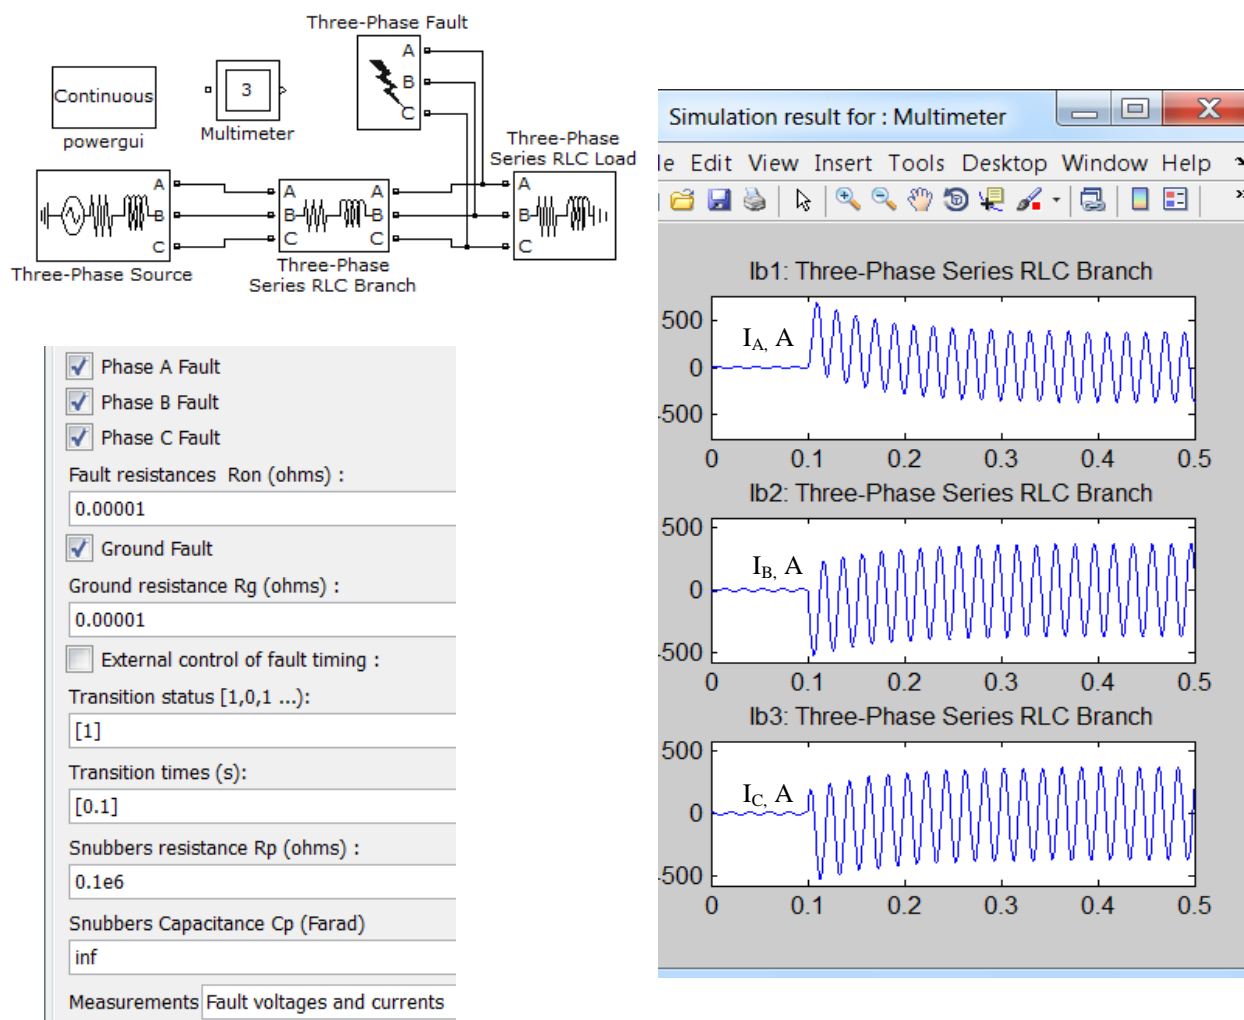 Three-Phase Fault
A
B
C
Continuous
powergui
3
Multimeter
Three-Phase
Series RLC Load
A
B
C
A
B
C
Three-Phase Source
A A
B B
C C
Three-Phase
Series RLC Branch
Phase A Fault
Phase B Fault
Phase C Fault
Fault resistances Ron (ohms) :
0.00001
Ground Fault
Ground resistance Rg (ohms) :
0.00001
External control of fault timing :
Transition status [1,0,1 ...):
[1]
Transition times (s):
[0.1]
Snubbers resistance Rp (ohms) :
0.1e6
Snubbers Capacitance Cp (Farad)
inf
Measurements Fault voltages and currents
Simulation result for : Multimeter
le Edit View Insert Tools Desktop Window Help
Ib1: Three-Phase Series RLC Branch
500
I_A, A
0
-500
0 0.1 0.2 0.3 0.4 0.5
Ib2: Three-Phase Series RLC Branch
500
I_B, A
0
-500
0 0.1 0.2 0.3 0.4 0.5
Ib3: Three-Phase Series RLC Branch
500
I_C, A
0
-500
0 0.1 0.2 0.3 0.4 0.5